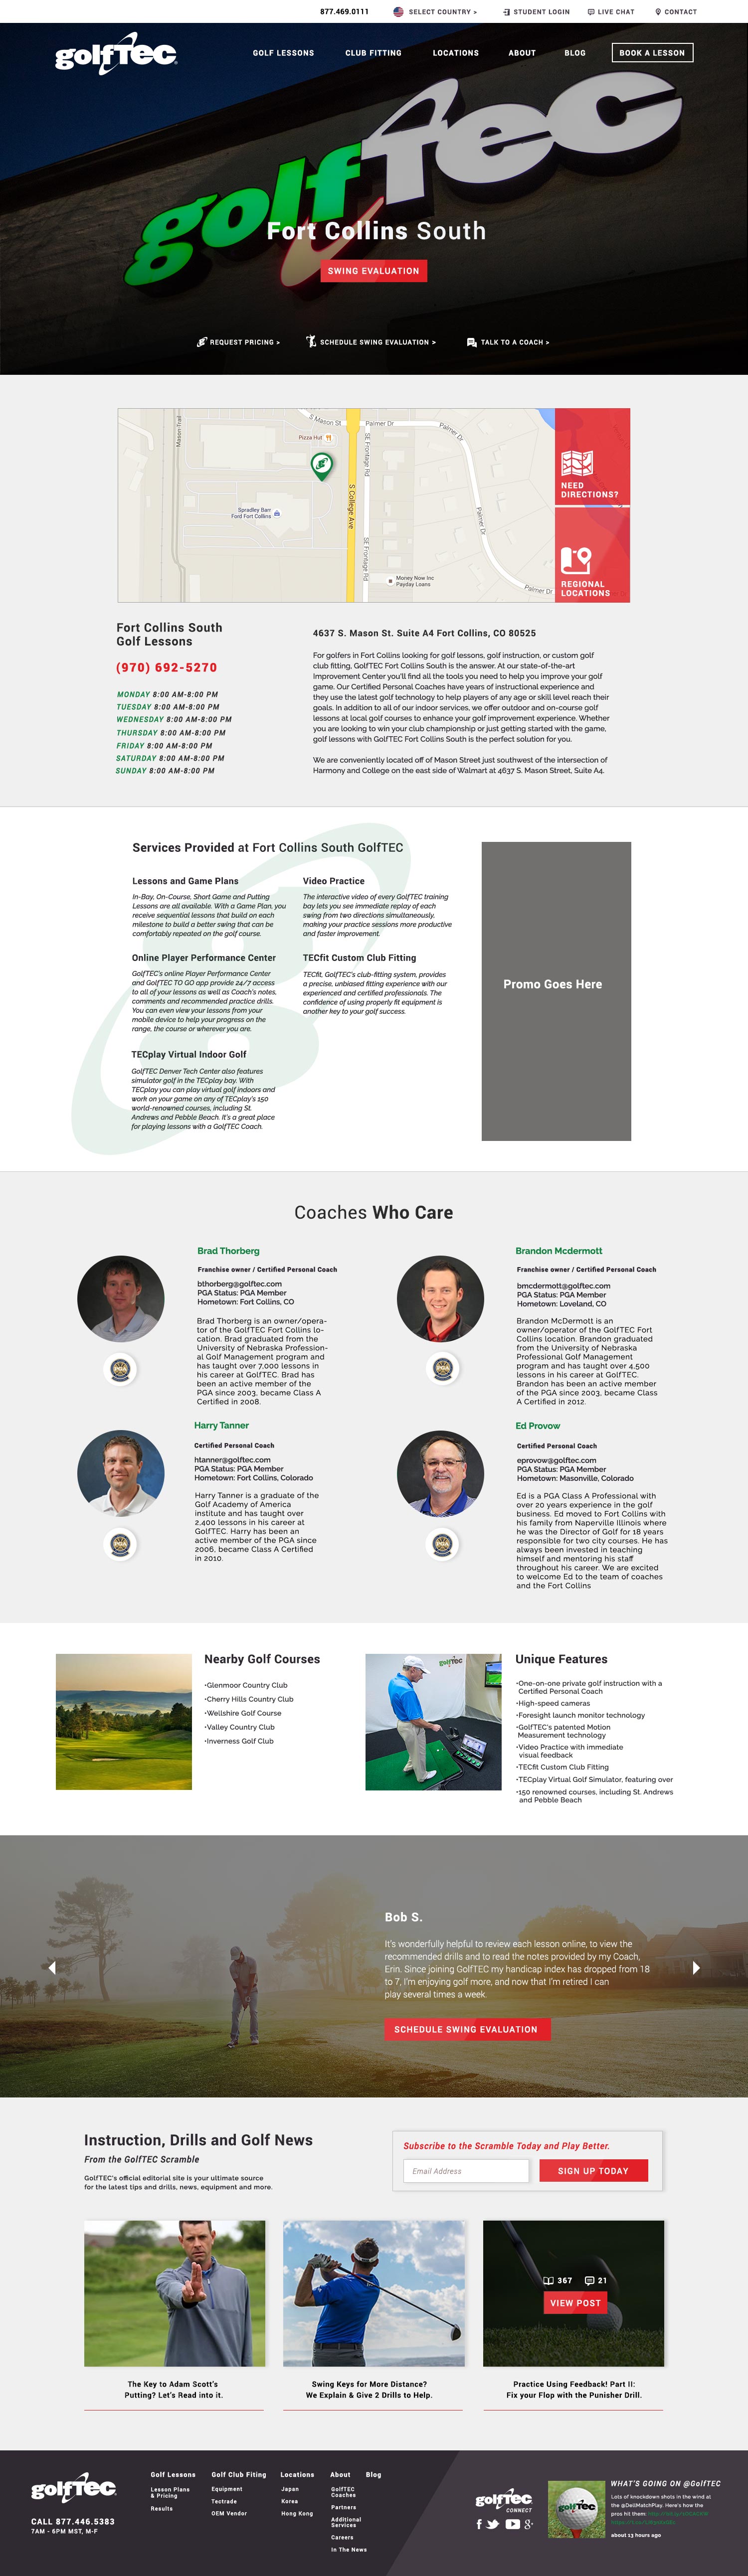 877.469.0111 SELECT COUNTRY > STUDENT LOGIN LIVE CHAT CONTACT
golfTEC GOLF LESSONS CLUB FITTING LOCATIONS ABOUT BLOG BOOK A LESSON
golfTEC
Fort Collins South
SWING EVALUATION
REQUEST PRICING > SCHEDULE SWING EVALUATION > TALK TO A COACH >
Mason Trail
S Mason St
Palmer Dr
Pizza Hut
SE Frontage Rd
Palmer Dr
S College Ave
Spradley Barr
Ford Fort Collins
Palmer Dr
SE Frontage Rd
Money Now Inc
Payday Loans
Palmer Dr
NEED
DIRECTIONS?
REGIONAL
LOCATIONS
Fort Collins South
Golf Lessons
(970) 692-5270
MONDAY 8:00 AM-8:00 PM
TUESDAY 8:00 AM-8:00 PM
WEDNESDAY 8:00 AM-8:00 PM
THURSDAY 8:00 AM-8:00 PM
FRIDAY 8:00 AM-8:00 PM
SATURDAY 8:00 AM-8:00 PM
SUNDAY 8:00 AM-8:00 PM
4637 S. Mason St. Suite A4 Fort Collins, CO 80525
For golfers in Fort Collins looking for golf lessons, golf instruction, or custom golf
club fitting, GolfTEC Fort Collins South is the answer. At our state-of-the-art
Improvement Center you'll find all the tools you need to help you improve your golf
game. Our Certified Personal Coaches have years of instructional experience and they
use the latest golf technology to help players of any age or skill level reach their
goals. In addition to all of our indoor services, we offer outdoor and on-course golf
lessons at local golf courses to enhance your golf improvement experience. Whether
you are looking to win your club championship or just getting started with the game,
golf lessons with GolfTEC Fort Collins South is the perfect solution for you.
We are conveniently located off of Mason Street just southwest of the intersection of
Harmony and College on the east side of Walmart at 4637 S. Mason Street, Suite A4.
Services Provided at Fort Collins South GolfTEC
Lessons and Game Plans
In-Bay, On-Course, Short Game and Putting
Lessons are all available. With a Game Plan, you
receive sequential lessons that build on each
milestone to build a better swing that can be
comfortably repeated on the golf course.
Video Practice
The interactive video of every GolfTEC training
bay lets you see immediate replay of each
swing from two directions simultaneously,
making your practice sessions more productive
and faster improvement.
Online Player Performance Center
GolfTEC's online Player Performance Center
and GolfTEC TO GO app provide 24/7 access
to all of your lessons as well as Coach's notes,
comments and recommended practice drills.
You can even view your lessons from your
mobile device to help your progress on the
range, the course or wherever you are.
TECfit Custom Club Fitting
TECfit, GolfTEC's club-fitting system, provides
a precise, unbiased fitting experience with our
experienced and certified professionals. The
confidence of using properly fit equipment is
another key to your golf success.
TECplay Virtual Indoor Golf
GolfTEC Denver Tech Center also features
simulator golf in the TECplay bay. With
TECplay you can play virtual golf indoors and
work on your game on any of TECplay's 150
world-renowned courses, including St.
Andrews and Pebble Beach. It's a great place
for playing lessons with a GolfTEC Coach.
Promo Goes Here
Coaches Who Care
Brad Thorberg
Franchise owner / Certified Personal Coach
bthorberg@golftec.com
PGA Status: PGA Member
Hometown: Fort Collins, CO
Brad Thorberg is an owner/opera-
tor of the GolfTEC Fort Collins lo-
cation. Brad graduated from the
University of Nebraska Profession-
al Golf Management program and
has taught over 7,000 lessons in
his career at GolfTEC. Brad has
been an active member of the
PGA since 2003, became Class A
Certified in 2008.
PGA
Brandon Mcdermott
Franchise owner / Certified Personal Coach
bmcdermott@golftec.com
PGA Status: PGA Member
Hometown: Loveland, CO
Brandon McDermott is an
owner/operator of the GolfTEC Fort
Collins location. Brandon graduated
from the University of Nebraska
Professional Golf Management
program and has taught over 4,500
lessons in his career at GolfTEC.
Brandon has been an active member
of the PGA since 2003, became Class
A Certified in 2012.
PGA
Harry Tanner
Certified Personal Coach
htanner@golftec.com
PGA Status: PGA Member
Hometown: Fort Collins, Colorado
Harry Tanner is a graduate of the
Golf Academy of America
institute and has taught over
2,400 lessons in his career at
GolfTEC. Harry has been an
active member of the PGA since
2006, became Class A Certified
in 2010.
PGA
Ed Provow
Certified Personal Coach
eprovow@golftec.com
PGA Status: PGA Member
Hometown: Masonville, Colorado
Ed is a PGA Class A Professional with
over 20 years experience in the golf
business. Ed moved to Fort Collins with
his family from Naperville Illinois where
he was the Director of Golf for 18 years
responsible for two city courses. He has
always been invested in teaching
himself and mentoring his staff
throughout his career. We are excited
to welcome Ed to the team of coaches
and the Fort Collins
PGA
Nearby Golf Courses
•Glenmoor Country Club
•Cherry Hills Country Club
•Wellshire Golf Course
•Valley Country Club
•Inverness Golf Club
golfTEC
Unique Features
•One-on-one private golf instruction with a
Certified Personal Coach
•High-speed cameras
•Foresight launch monitor technology
•GolfTEC's patented Motion
Measurement technology
•Video Practice with immediate
visual feedback
•TECfit Custom Club Fitting
•TECplay Virtual Golf Simulator, featuring over
•150 renowned courses, including St. Andrews
and Pebble Beach
Bob S.
It's wonderfully helpful to review each lesson online, to view the
recommended drills and to read the notes provided by my Coach,
Erin. Since joining GolfTEC my handicap index has dropped from 18
to 7, I'm enjoying golf more, and now that I'm retired I can
play several times a week.
SCHEDULE SWING EVALUATION
Instruction, Drills and Golf News
From the GolfTEC Scramble
GolfTEC's official editorial site is your ultimate source
for the latest tips and drills, news, equipment and more.
Subscribe to the Scramble Today and Play Better.
Email Address SIGN UP TODAY
367 21
VIEW POST
The Key to Adam Scott's
Putting? Let's Read into it.
Swing Keys for More Distance?
We Explain & Give 2 Drills to Help.
Practice Using Feedback! Part II:
Fix your Flop with the Punisher Drill.
golfTEC
CALL 877.446.5383
7AM - 6PM MST, M-F
Golf Lessons
Lesson Plans
& Pricing
Results
Golf Club Fiting
Equipment
Tectrade
OEM Vendor
Locations
Japan
Korea
Hong Kong
About
GolfTEC
Coaches
Partners
Additional
Services
Careers
In The News
Blog
golfTEC
CONNECT
golfTEC
WHAT'S GOING ON @GolfTEC
Lots of knockdown shots in the wind at
the @DellMatchPlay. Here's how the
pros hit them:
about 13 hours ago